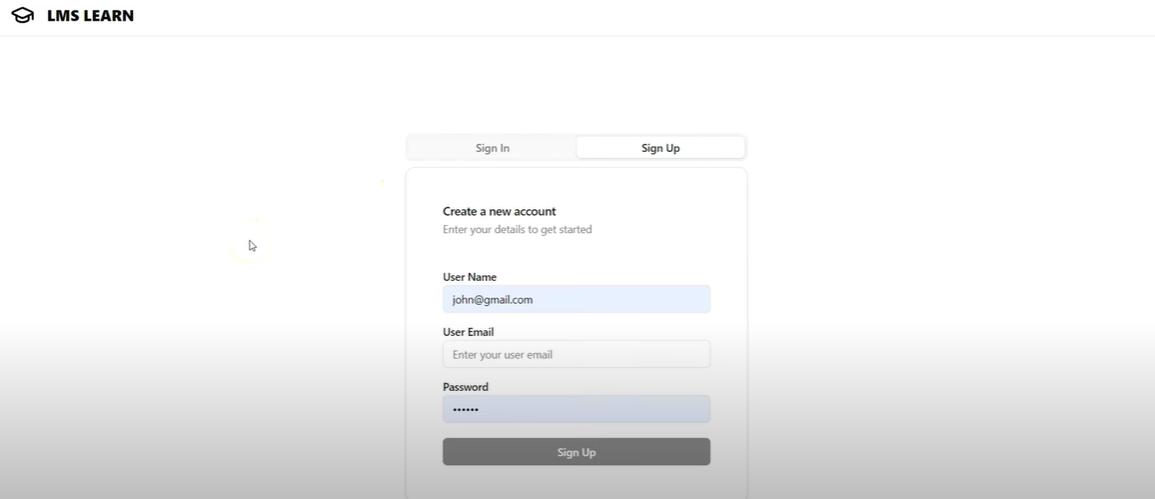 LMS LEARN
Sign In
Sign Up
Create a new account
Enter your details to get started
User Name
john@gmail.com
User Email
Enter your user email
Password
••••••
Sign Up